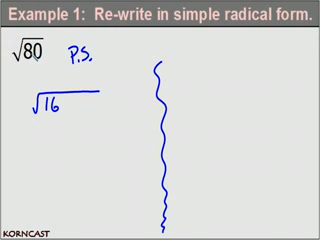 Example 1: Re-write in simple radical form.
√80 P.S.
√16
KORNCAST